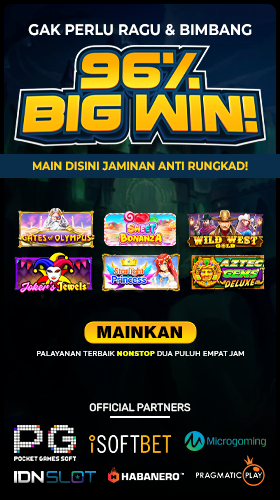 GAK PERLU RAGU & BIMBANG
96%
BIG WIN!
MAIN DISINI JAMINAN ANTI RUNGKAD!
GATES OF OLYMPUS
SWEET BONANZA
WILD WEST GOLD
Joker's Jewels
Starlight Princess
AZTEC GEMS DELUXE
MAINKAN
PALAYANAN TERBAIK NONSTOP DUA PULUH EMPAT JAM
OFFICIAL PARTNERS
PG
POCKET GAMES SOFT
iSOFTBET
Microgaming
IDNSLOT
HABANERO™
PRAGMATIC PLAY